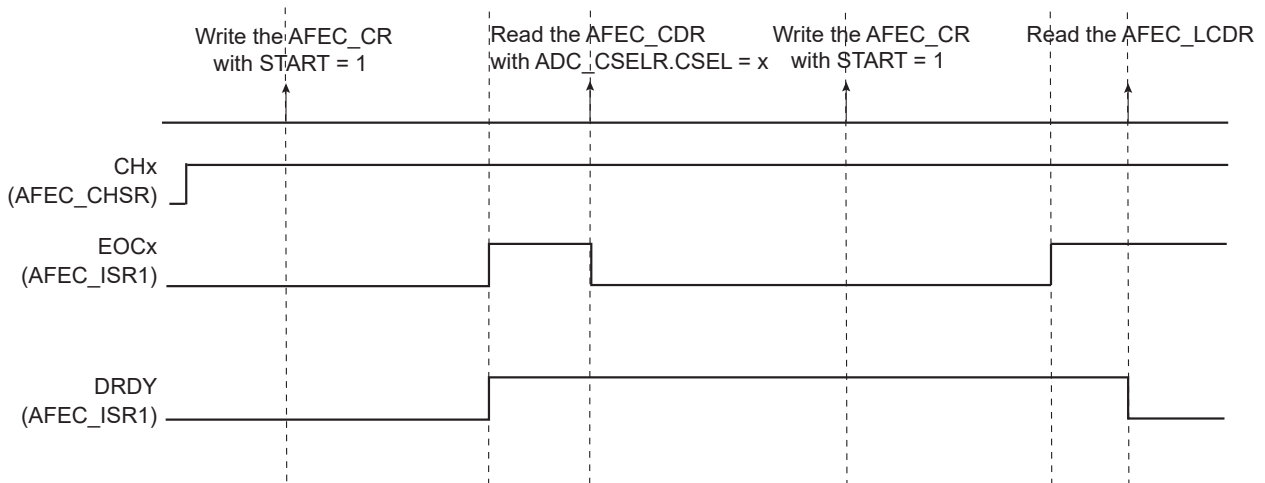 Write the AFEC_CR
with START = 1
Read the AFEC_CDR
with ADC_CSELR.CSEL = x
Write the AFEC_CR
with START = 1
Read the AFEC_LCDR
CHx
(AFEC_CHSR)
EOCx
(AFEC_ISR1)
DRDY
(AFEC_ISR1)